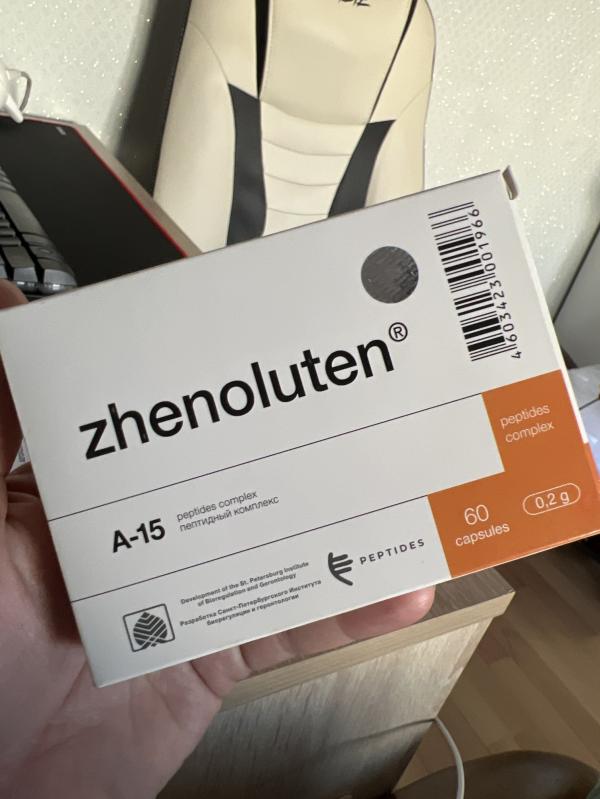 zhenoluten®
4603423001966
peptides
complex
A-15
peptides complex
пептидный комплекс
60
capsules
0,2 g
Development of the St. Petersburg Institute
of Bioregulation and Gerontology
Разработка Санкт-Петербургского Института
биорегуляции и геронтологии
PEPTIDES